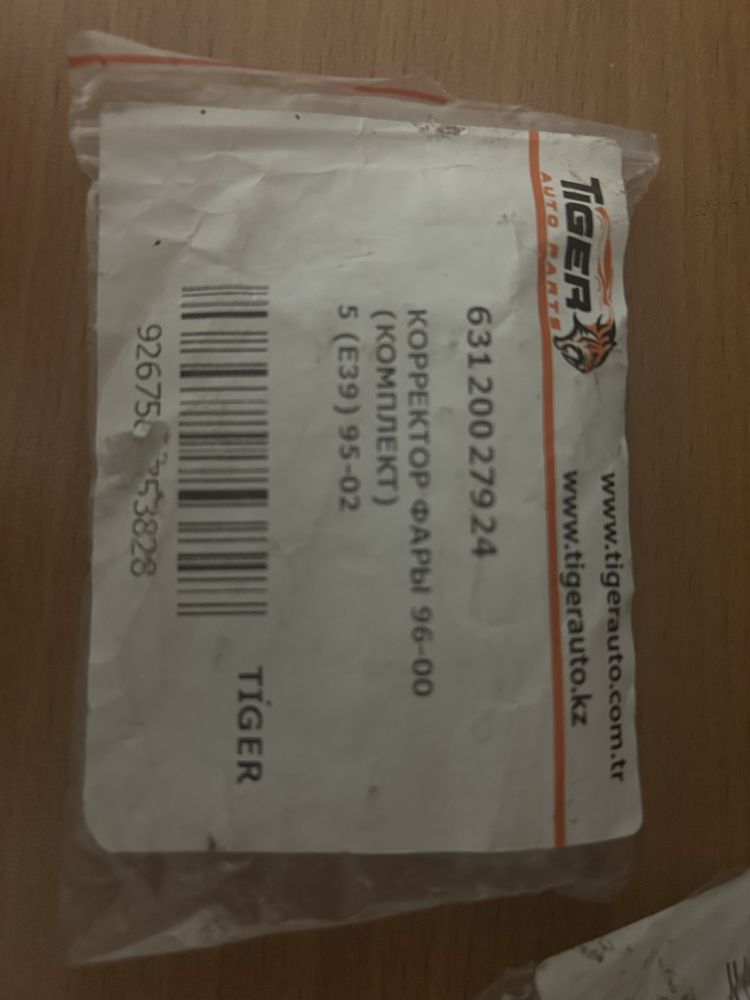 TIGER
AUTO PARTS
www.tigerauto.com.tr
www.tigerauto.kz
63120027924
КОРРЕКТОР ФАРЫ 96-00
(КОМПЛЕКТ)
5 (E39) 95-02
TİGER